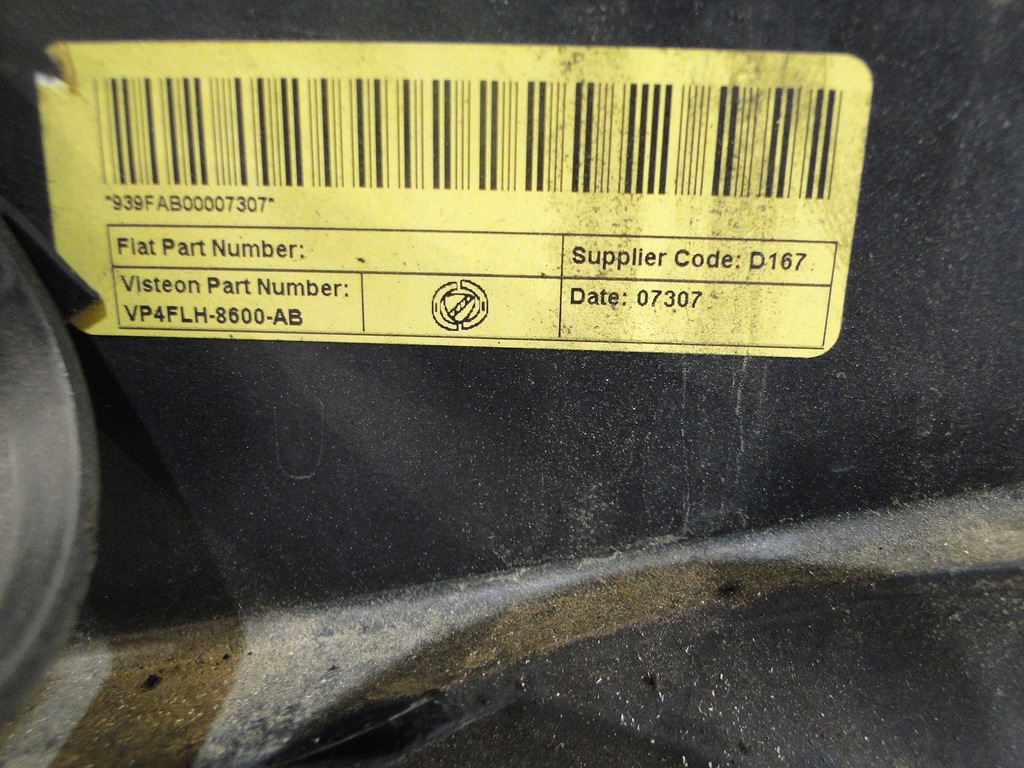 *939FAB00007307*
Fiat Part Number:
Supplier Code: D167
Visteon Part Number:
VP4FLH-8600-AB
Date: 07307